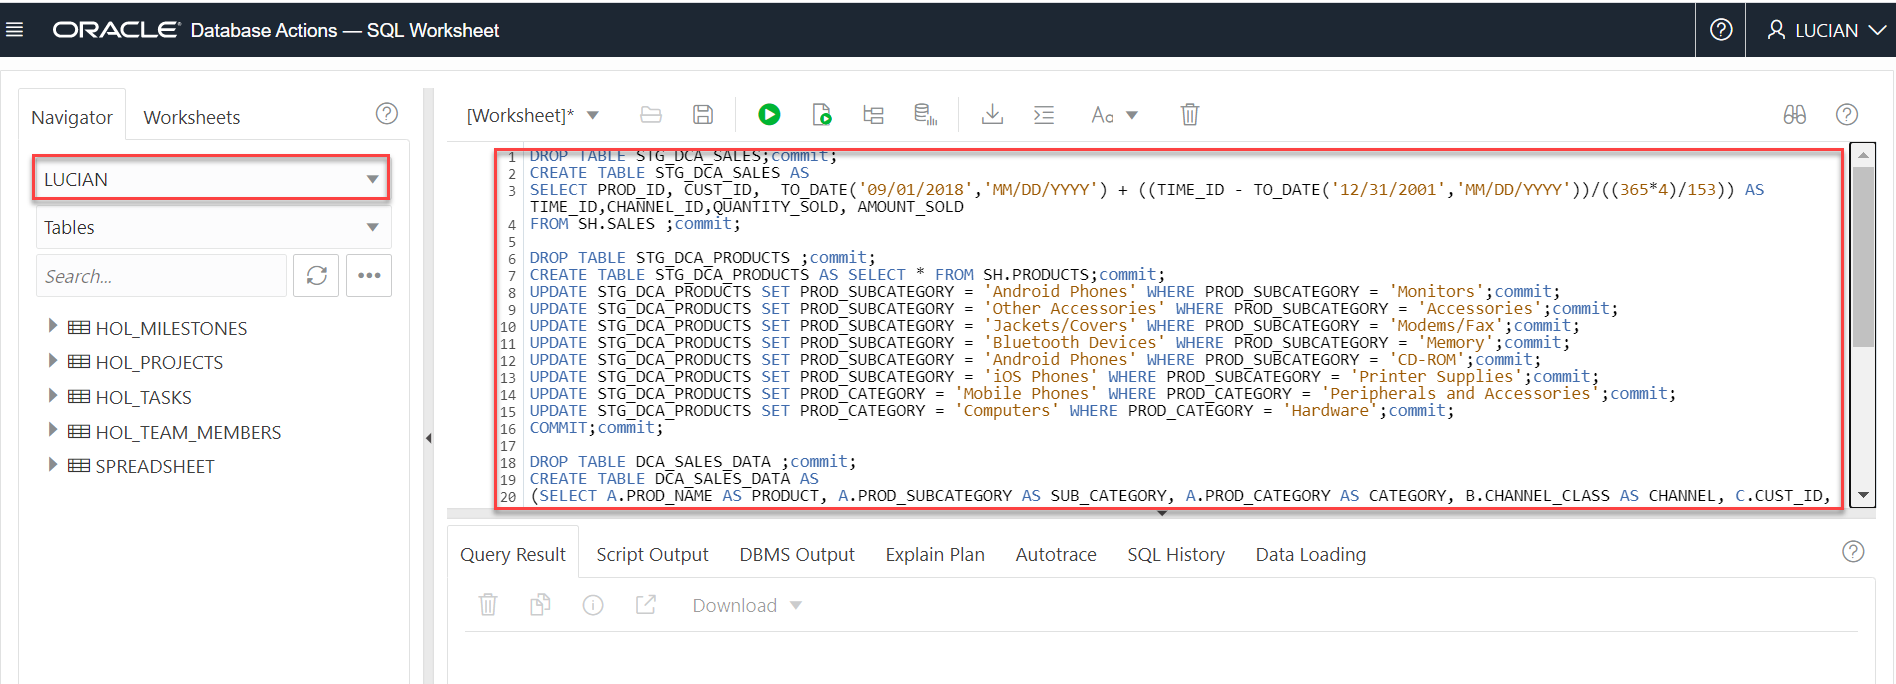 ORACLE Database Actions — SQL Worksheet
LUCIAN
Navigator
Worksheets
LUCIAN
Tables
Search...
HOL_MILESTONES
HOL_PROJECTS
HOL_TASKS
HOL_TEAM_MEMBERS
SPREADSHEET
[Worksheet]*
Aa
1 DROP TABLE STG_DCA_SALES;commit;
2 CREATE TABLE STG_DCA_SALES AS
3 SELECT PROD_ID, CUST_ID,  TO_DATE('09/01/2018','MM/DD/YYYY') + ((TIME_ID - TO_DATE('12/31/2001','MM/DD/YYYY'))/((365*4)/153)) AS
TIME_ID,CHANNEL_ID,QUANTITY_SOLD, AMOUNT_SOLD
4 FROM SH.SALES ;commit;
5
6 DROP TABLE STG_DCA_PRODUCTS ;commit;
7 CREATE TABLE STG_DCA_PRODUCTS AS SELECT * FROM SH.PRODUCTS;commit;
8 UPDATE STG_DCA_PRODUCTS SET PROD_SUBCATEGORY = 'Android Phones' WHERE PROD_SUBCATEGORY = 'Monitors';commit;
9 UPDATE STG_DCA_PRODUCTS SET PROD_SUBCATEGORY = 'Other Accessories' WHERE PROD_SUBCATEGORY = 'Accessories';commit;
10 UPDATE STG_DCA_PRODUCTS SET PROD_SUBCATEGORY = 'Jackets/Covers' WHERE PROD_SUBCATEGORY = 'Modems/Fax';commit;
11 UPDATE STG_DCA_PRODUCTS SET PROD_SUBCATEGORY = 'Bluetooth Devices' WHERE PROD_SUBCATEGORY = 'Memory';commit;
12 UPDATE STG_DCA_PRODUCTS SET PROD_SUBCATEGORY = 'Android Phones' WHERE PROD_SUBCATEGORY = 'CD-ROM';commit;
13 UPDATE STG_DCA_PRODUCTS SET PROD_SUBCATEGORY = 'iOS Phones' WHERE PROD_SUBCATEGORY = 'Printer Supplies';commit;
14 UPDATE STG_DCA_PRODUCTS SET PROD_CATEGORY = 'Mobile Phones' WHERE PROD_CATEGORY = 'Peripherals and Accessories';commit;
15 UPDATE STG_DCA_PRODUCTS SET PROD_CATEGORY = 'Computers' WHERE PROD_CATEGORY = 'Hardware';commit;
16 COMMIT;commit;
17
18 DROP TABLE DCA_SALES_DATA ;commit;
19 CREATE TABLE DCA_SALES_DATA AS
20 (SELECT A.PROD_NAME AS PRODUCT, A.PROD_SUBCATEGORY AS SUB_CATEGORY, A.PROD_CATEGORY AS CATEGORY, B.CHANNEL_CLASS AS CHANNEL, C.CUST_ID,
Query Result
Script Output
DBMS Output
Explain Plan
Autotrace
SQL History
Data Loading
Download